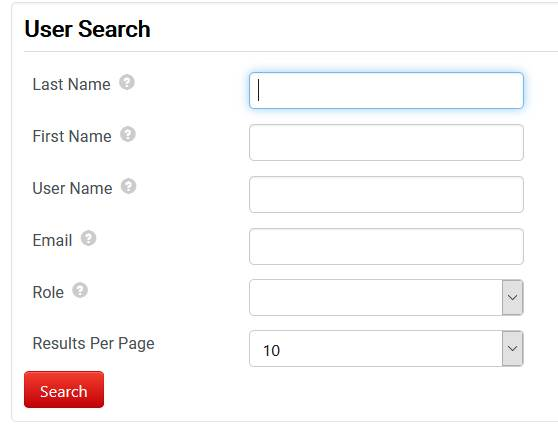 User Search
Last Name ?
First Name ?
User Name ?
Email ?
Role ?
Results Per Page 10
Search